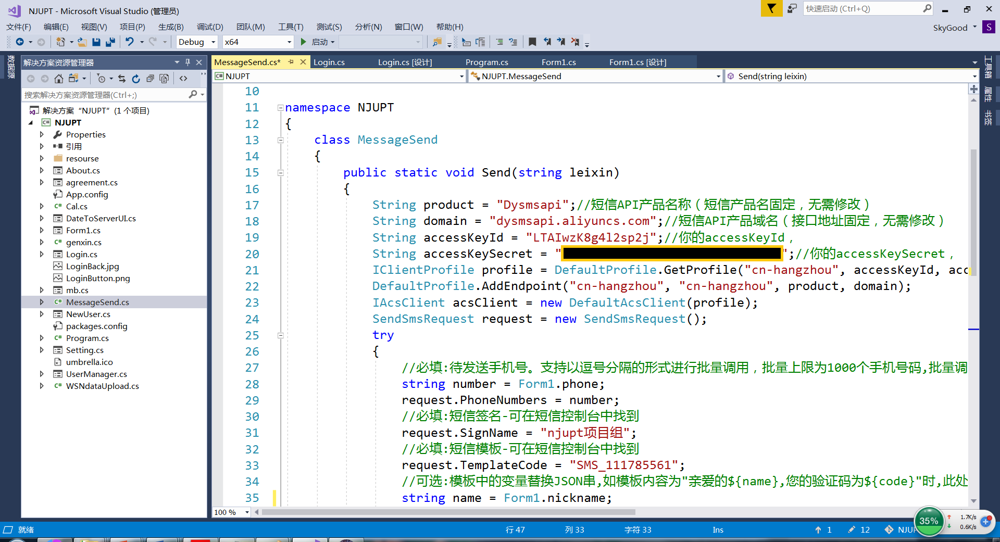 NJUPT - Microsoft Visual Studio (管理员)
快速启动 (Ctrl+Q)
文件(F) 编辑(E) 视图(V) 项目(P) 生成(B) 调试(D) 团队(M) 工具(T) 测试(S) 分析(N) 窗口(W) 帮助(H)
SkyGood S
Debug x64 启动
数据源
解决方案资源管理器
搜索解决方案资源管理器(Ctrl+;)
解决方案 "NJUPT" (1 个项目)
C# NJUPT
Properties
引用
resourse
About.cs
agreement.cs
App.config
C# Cal.cs
DateToServerUI.cs
Form1.cs
C# genxin.cs
Login.cs
LoginBack.jpg
LoginButton.png
mb.cs
C# MessageSend.cs
NewUser.cs
packages.config
C# Program.cs
Setting.cs
umbrella.ico
UserManager.cs
C# WSNdataUpload.cs
MessageSend.cs* Login.cs Login.cs [设计] Program.cs Form1.cs Form1.cs [设计]
C# NJUPT NJUPT.MessageSend Send(string leixin)
10
11 namespace NJUPT
12 {
13 class MessageSend
14 {
15 public static void Send(string leixin)
16 {
17 String product = "Dysmsapi";//短信API产品名称（短信产品名固定，无需修改）
18 String domain = "dysmsapi.aliyuncs.com";//短信API产品域名（接口地址固定，无需修改）
19 String accessKeyId = "LTAIwzK8g4l2sp2j";//你的accessKeyId，
20 String accessKeySecret = "";//你的accessKeySecret，
21 IClientProfile profile = DefaultProfile.GetProfile("cn-hangzhou", accessKeyId, acc
22 DefaultProfile.AddEndpoint("cn-hangzhou", "cn-hangzhou", product, domain);
23 IAcsClient acsClient = new DefaultAcsClient(profile);
24 SendSmsRequest request = new SendSmsRequest();
25 try
26 {
27 //必填:待发送手机号。支持以逗号分隔的形式进行批量调用，批量上限为1000个手机号码,批量调
28 string number = Form1.phone;
29 request.PhoneNumbers = number;
30 //必填:短信签名-可在短信控制台中找到
31 request.SignName = "njupt项目组";
32 //必填:短信模板-可在短信控制台中找到
33 request.TemplateCode = "SMS_111785561";
34 //可选:模板中的变量替换JSON串,如模板内容为"亲爱的${name},您的验证码为${code}"时,此处
35 string name = Form1.nickname;
100 %
工具箱
属性
书签
就绪 行 47 列 33 字符 33 Ins 1 12 NJUP
35% 1.7K/s
0.6K/s